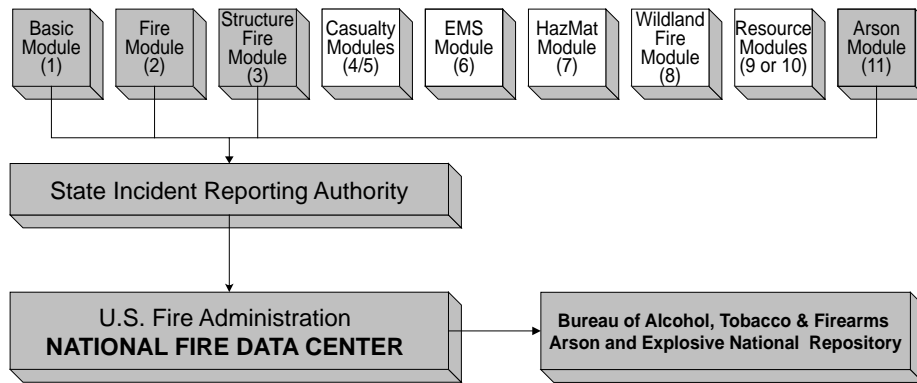 Basic
Module
(1)
Fire
Module
(2)
Structure
Fire
Module
(3)
Casualty
Modules
(4/5)
EMS
Module
(6)
HazMat
Module
(7)
Wildland
Fire
Module
(8)
Resource
Modules
(9 or 10)
Arson
Module
(11)
State Incident Reporting Authority
U.S. Fire Administration
NATIONAL FIRE DATA CENTER
Bureau of Alcohol, Tobacco & Firearms
Arson and Explosive National Repository